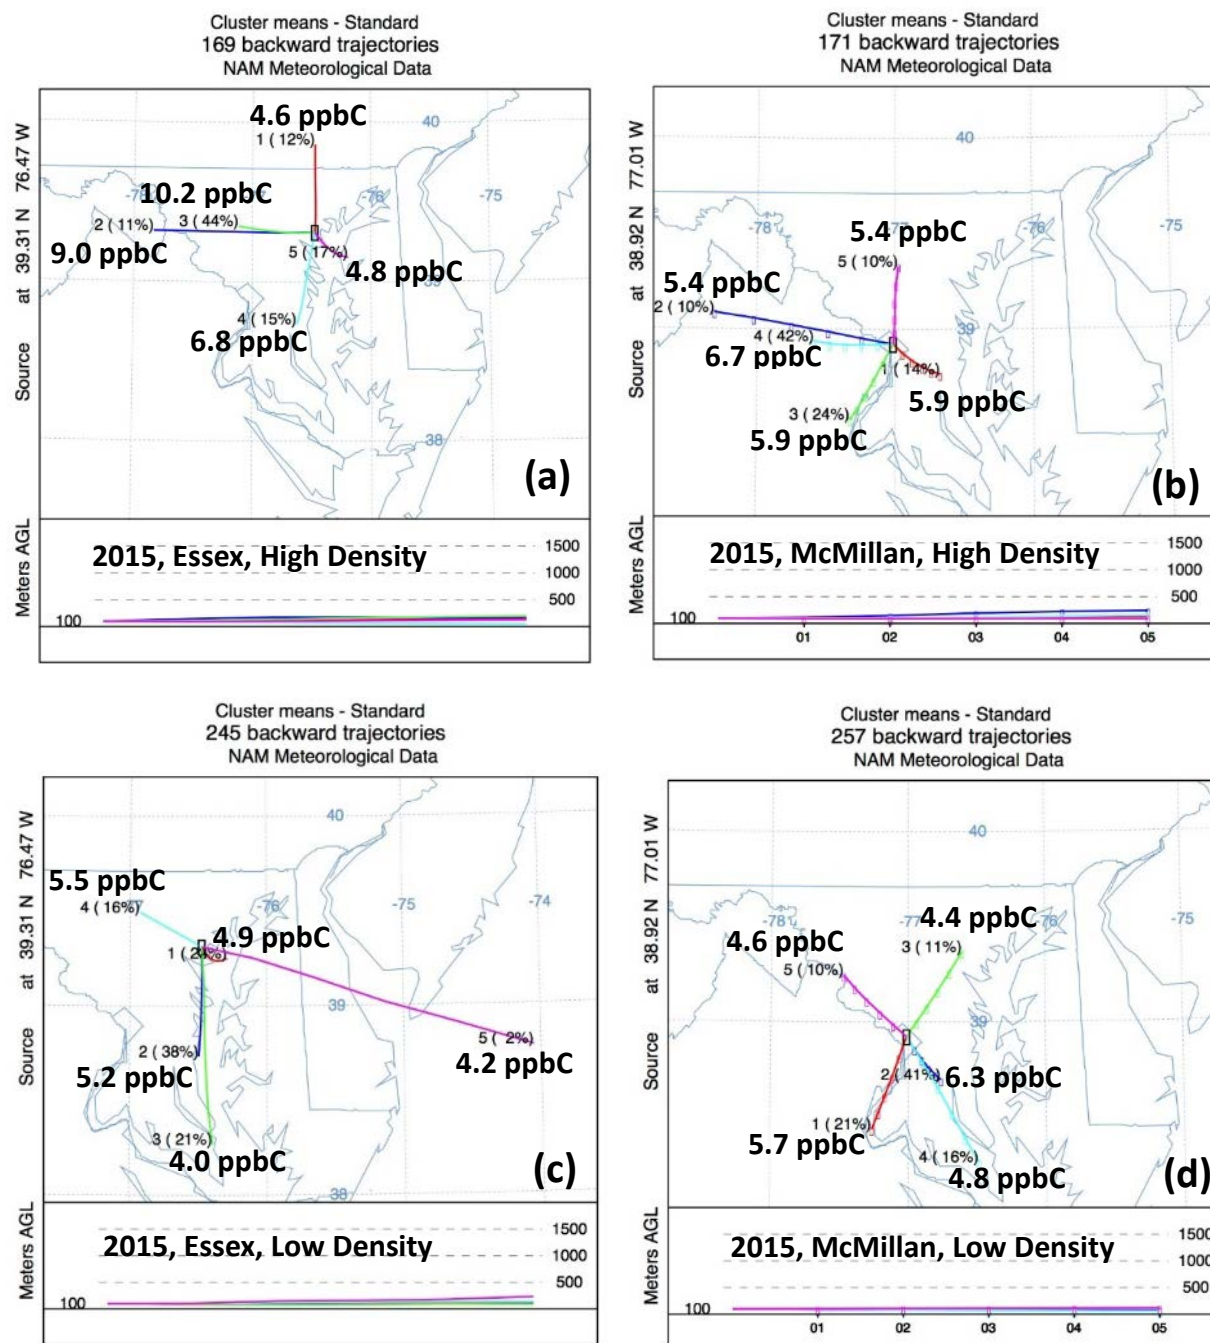 Cluster means - Standard
169 backward trajectories
NAM Meteorological Data
Source at 39.31 N 76.47 W
4.6 ppbC
1 ( 12%)
40
10.2 ppbC
-76
-75
2 ( 11%)
3 ( 44%)
9.0 ppbC
5 ( 17%)
4.8 ppbC
39
4 ( 15%)
6.8 ppbC
38
(a)
Meters AGL
2015, Essex, High Density
1500
1000
500
100
Cluster means - Standard
171 backward trajectories
NAM Meteorological Data
Source at 38.92 N 77.01 W
40
-78
-76
-75
5.4 ppbC
5 ( 10%)
5.4 ppbC
2 ( 10%)
4 ( 42%)
39
6.7 ppbC
1 ( 14%)
5.9 ppbC
3 ( 24%)
5.9 ppbC
(b)
Meters AGL
2015, McMillan, High Density
1500
1000
500
100
01 02 03 04 05
Cluster means - Standard
245 backward trajectories
NAM Meteorological Data
Source at 39.31 N 76.47 W
40
5.5 ppbC
4 ( 16%)
-76
-75
-74
4.9 ppbC
39
2 ( 38%)
5.2 ppbC
5 ( 2%)
4.2 ppbC
3 ( 21%)
4.0 ppbC
38
(c)
Meters AGL
2015, Essex, Low Density
1500
1000
500
100
Cluster means - Standard
257 backward trajectories
NAM Meteorological Data
Source at 38.92 N 77.01 W
40
-78
-77
-76
-75
4.4 ppbC
3 ( 11%)
4.6 ppbC
5 ( 10%)
39
2 ( 41%)
6.3 ppbC
1 ( 21%)
5.7 ppbC
4 ( 16%)
4.8 ppbC
(d)
Meters AGL
2015, McMillan, Low Density
1500
1000
500
100
01 02 03 04 05